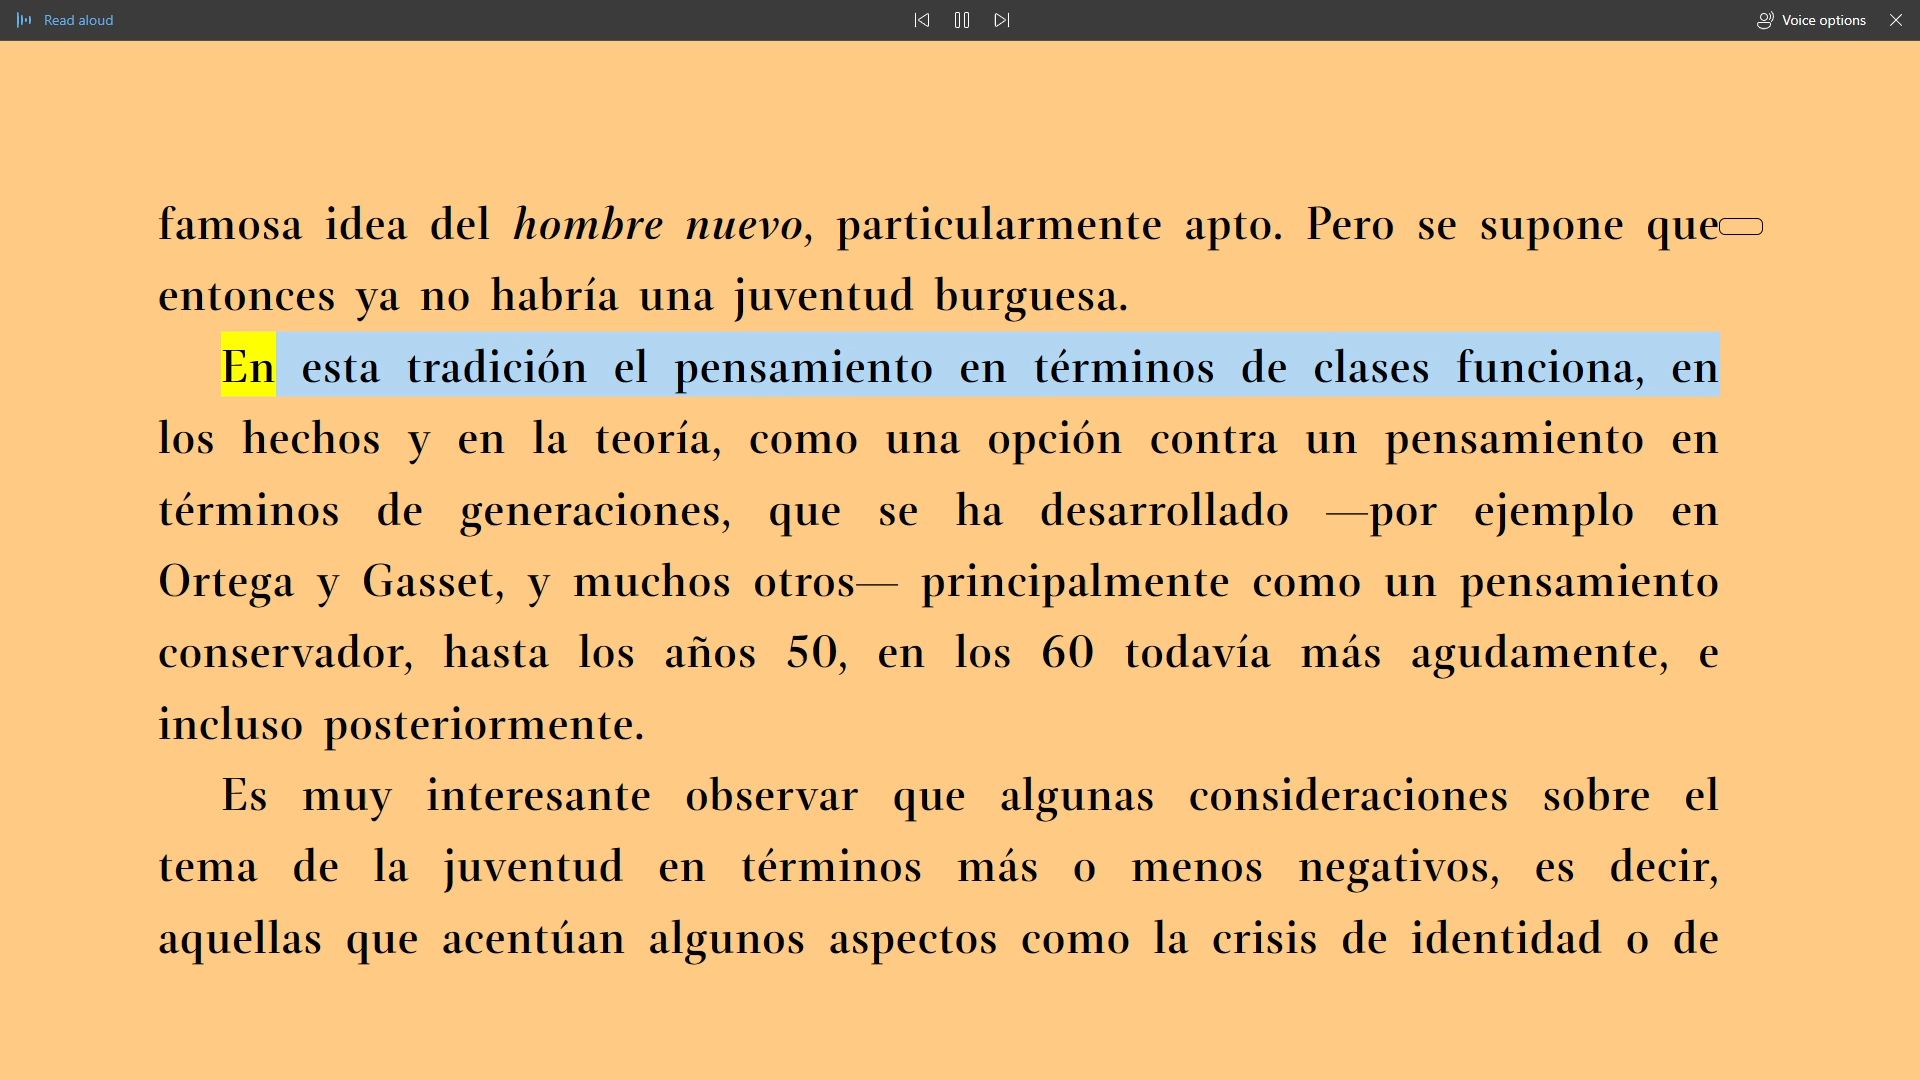 Read aloud
Voice options
famosa idea del hombre nuevo, particularmente apto. Pero se supone que
entonces ya no habría una juventud burguesa.
En esta tradición el pensamiento en términos de clases funciona, en
los hechos y en la teoría, como una opción contra un pensamiento en
términos de generaciones, que se ha desarrollado —por ejemplo en
Ortega y Gasset, y muchos otros— principalmente como un pensamiento
conservador, hasta los años 50, en los 60 todavía más agudamente, e
incluso posteriormente.
Es muy interesante observar que algunas consideraciones sobre el
tema de la juventud en términos más o menos negativos, es decir,
aquellas que acentúan algunos aspectos como la crisis de identidad o de